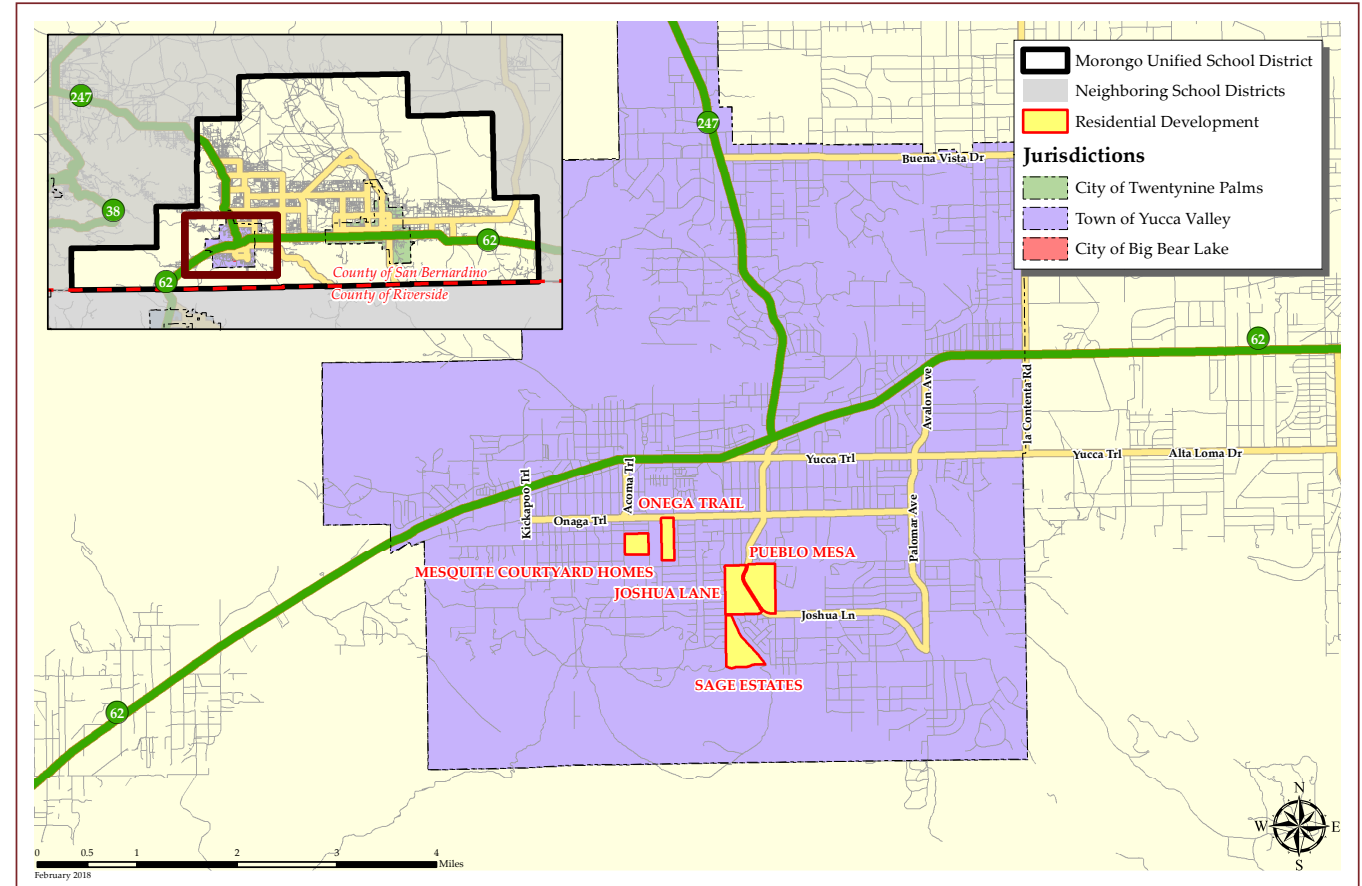 247
38
62
62
County of San Bernardino
County of Riverside
Morongo Unified School District
Neighboring School Districts
Residential Development
Jurisdictions
City of Twentynine Palms
Town of Yucca Valley
City of Big Bear Lake
247
Buena Vista Dr
62
Avalon Ave
la Contenta Rd
Yucca Trl
Yucca Trl
Alta Loma Dr
Kickapoo Trl
Acoma Trl
ONEGA TRAIL
Onaga Trl
Palomar Ave
PUEBLO MESA
MESQUITE COURTYARD HOMES
JOSHUA LANE
Joshua Ln
SAGE ESTATES
62
N
W
E
S
0 0.5 1 2 3 4
Miles
February 2018